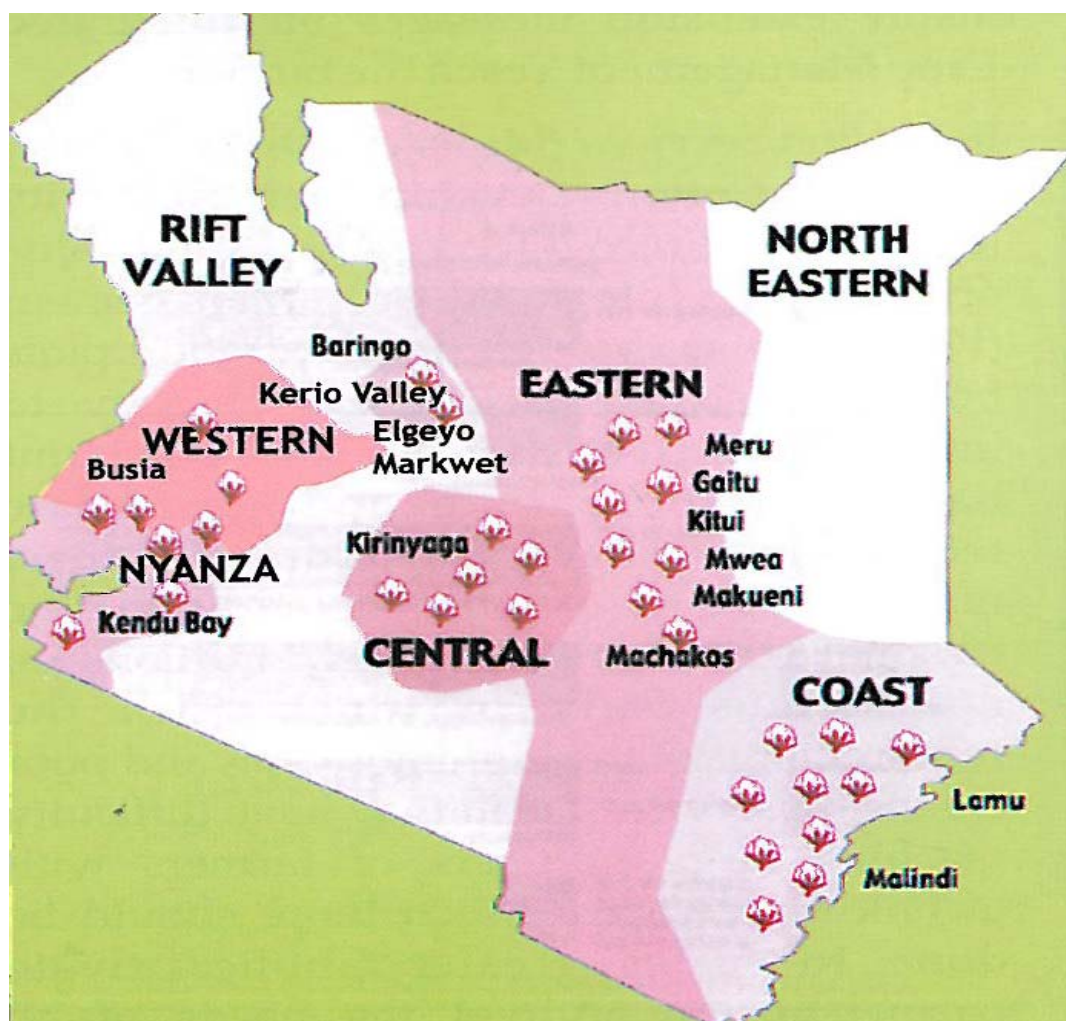 RIFT
VALLEY
NORTH
EASTERN
Baringo
Kerio Valley
EASTERN
WESTERN
Elgeyo
Markwet
Busia
Meru
Gaitu
Kitui
Kirinyaga
Mwea
NYANZA
Makueni
Kendu Bay
CENTRAL
Machakos
COAST
Lamu
Malindi